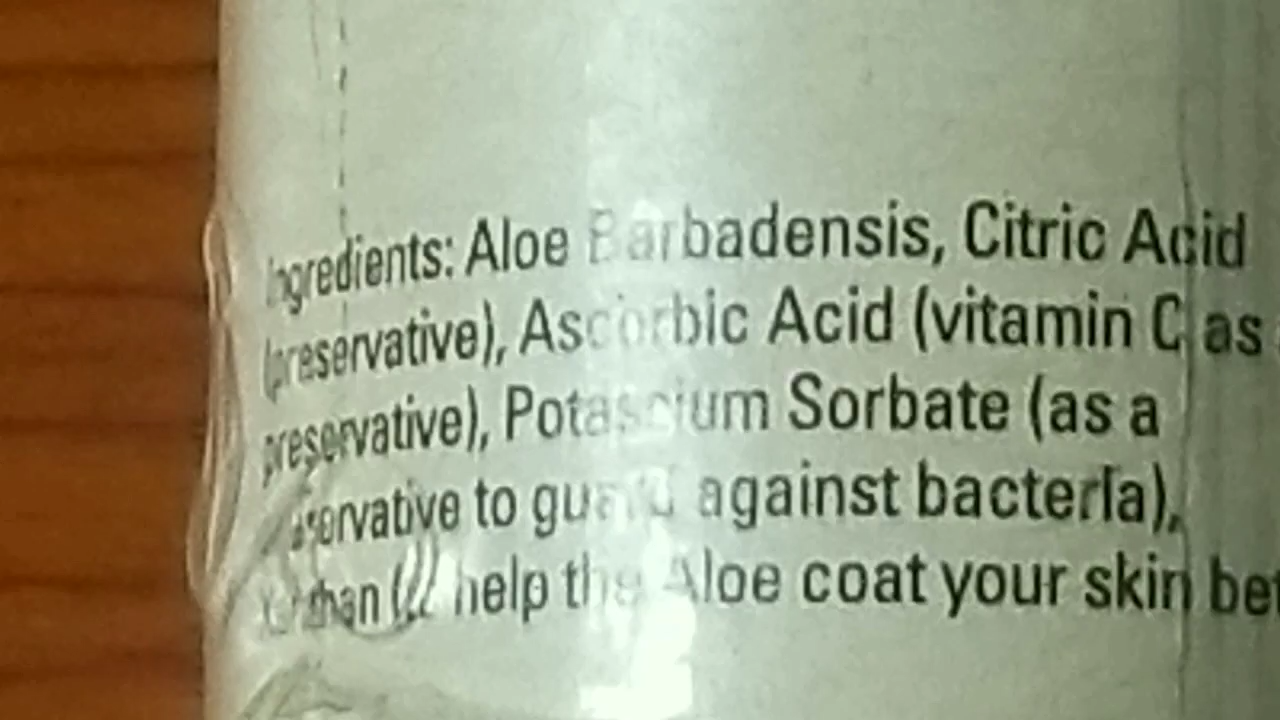 Ingredients: Aloe Barbadensis, Citric Acid
(preservative), Ascorbic Acid (vitamin C as
preservative), Potassium Sorbate (as a
preservative to guard against bacteria),
help the Aloe coat your skin